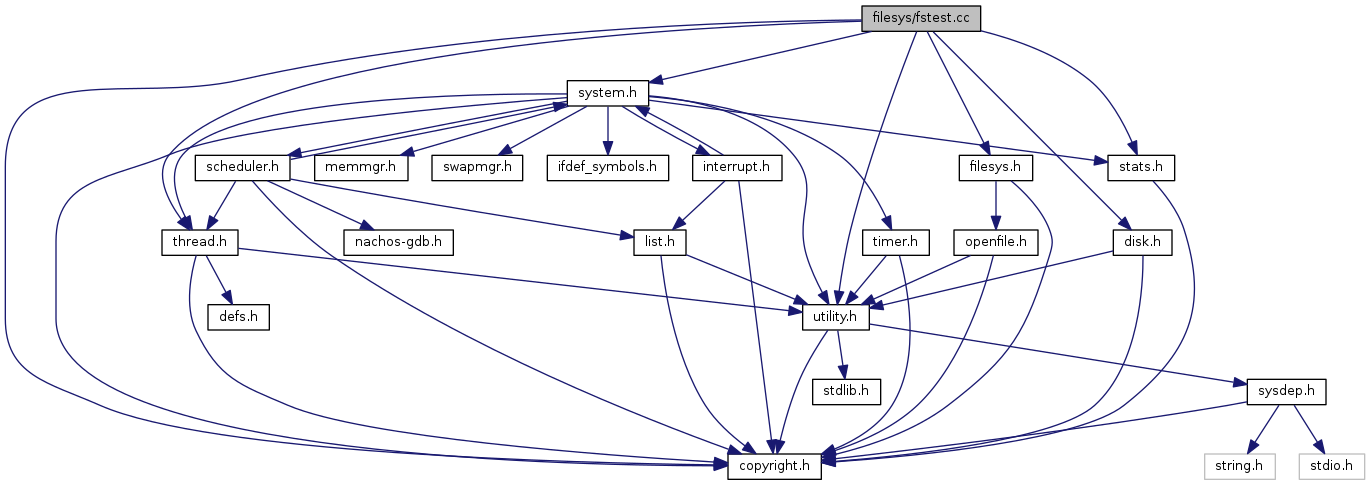 filesys/fstest.cc
system.h
scheduler.h
memmgr.h
swapmgr.h
ifdef_symbols.h
interrupt.h
filesys.h
stats.h
thread.h
nachos-gdb.h
list.h
timer.h
openfile.h
disk.h
defs.h
utility.h
stdlib.h
sysdep.h
copyright.h
string.h
stdio.h